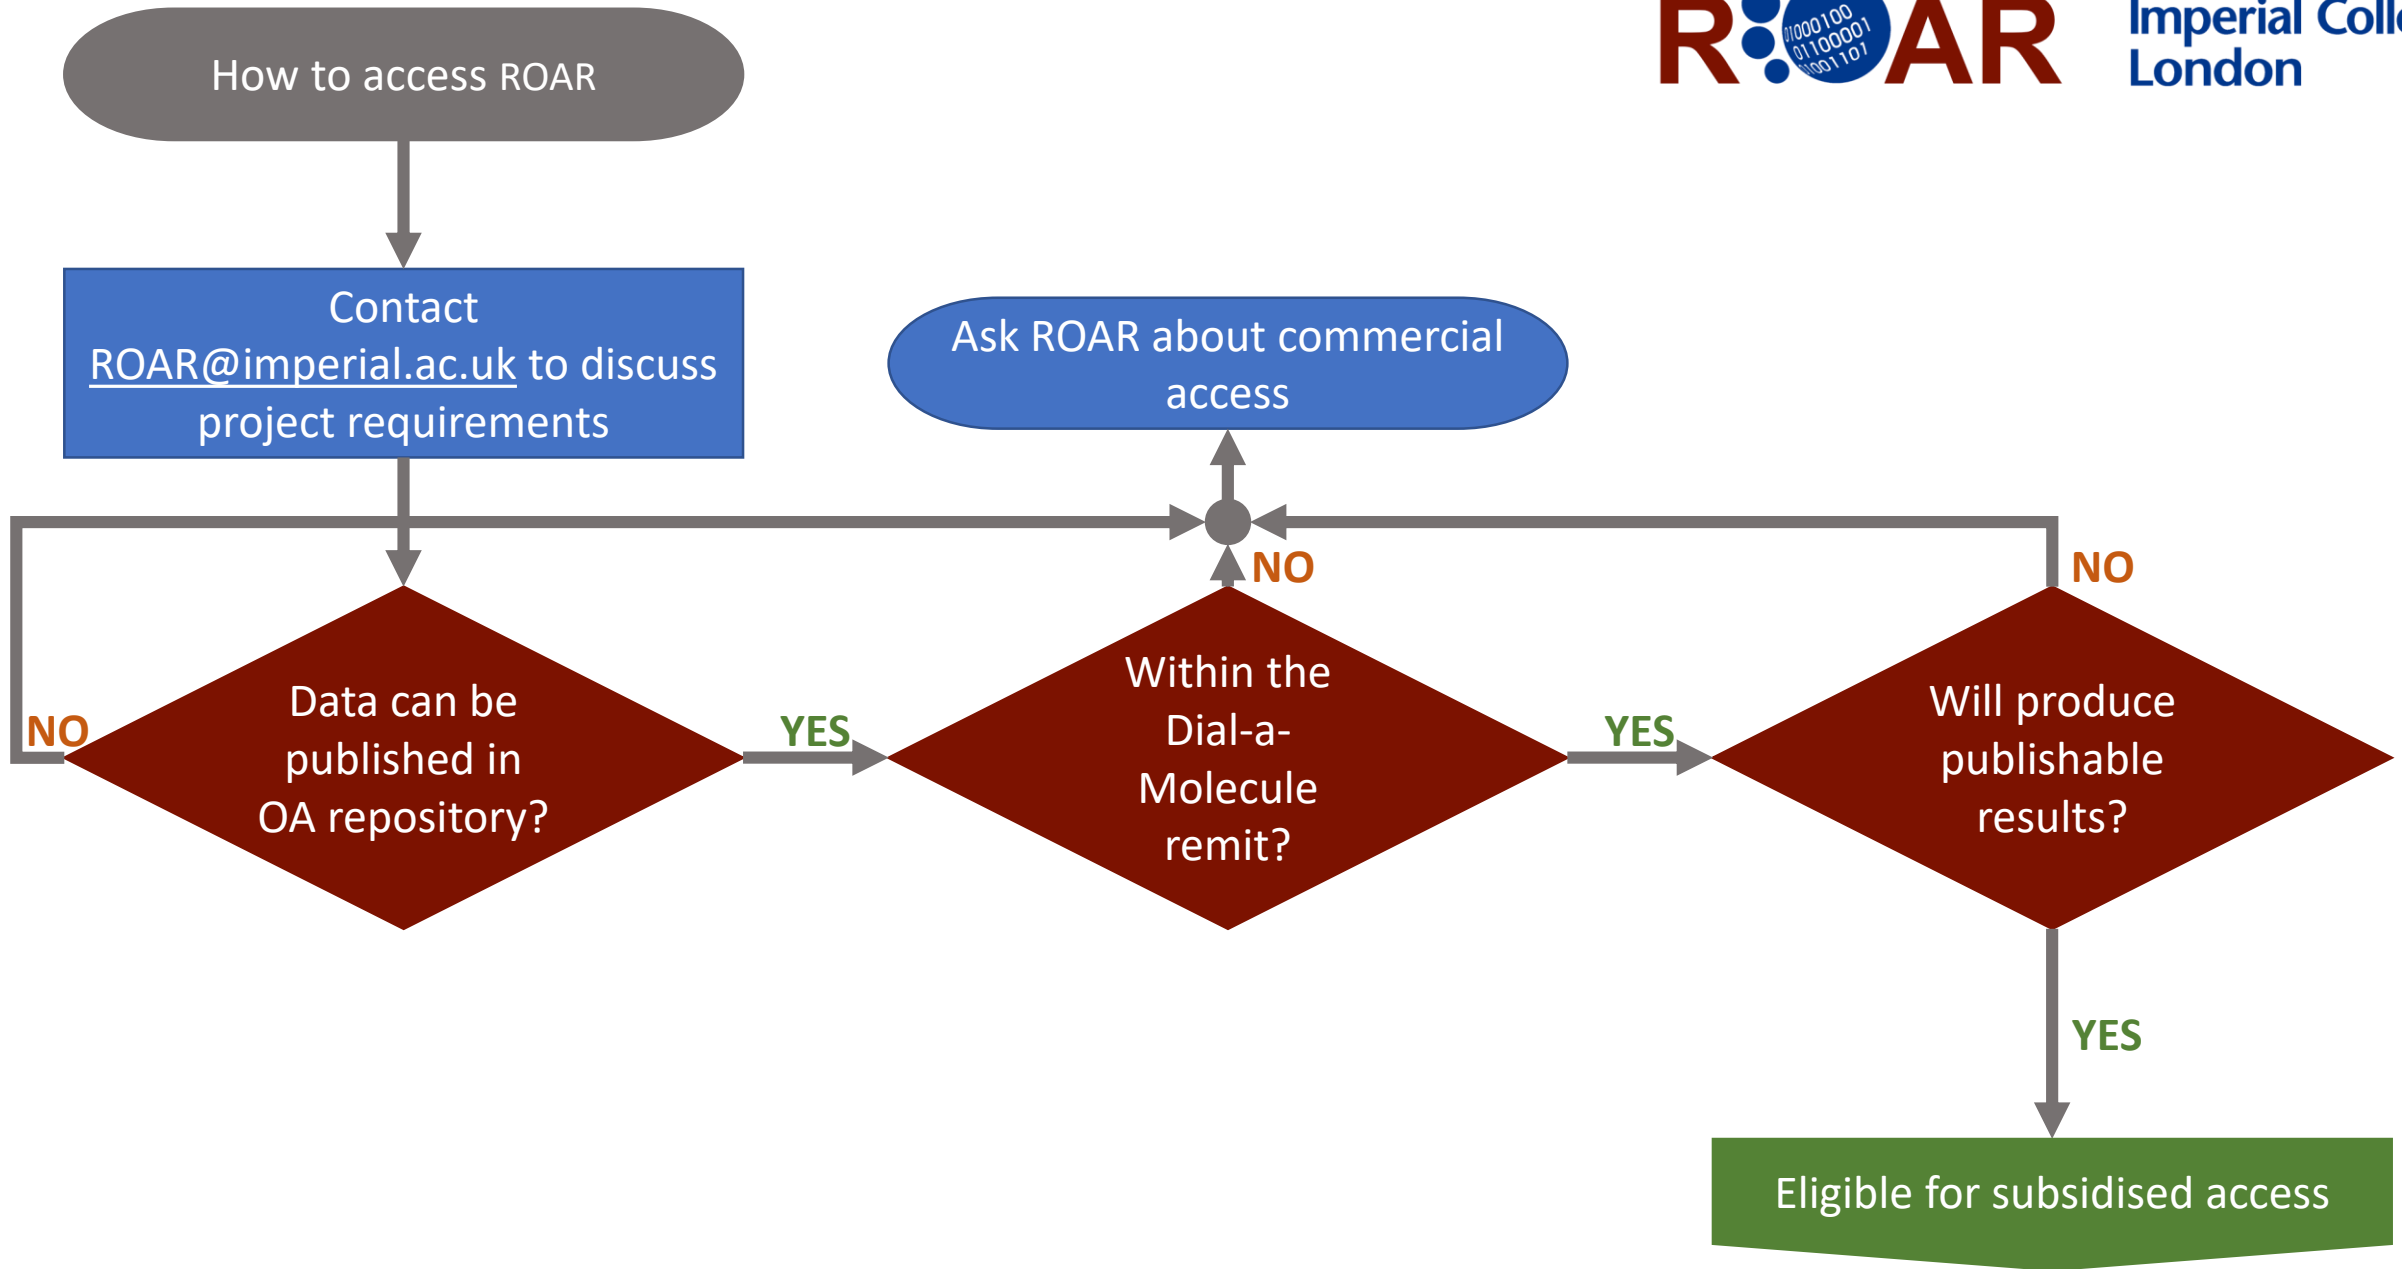 ROAR
Imperial Colle
London
How to access ROAR
Contact
ROAR@imperial.ac.uk to discuss
project requirements
Ask ROAR about commercial
access
NO
NO
NO
Data can be
published in
OA repository?
YES
Within the
Dial-a-
Molecule
remit?
YES
Will produce
publishable
results?
YES
Eligible for subsidised access